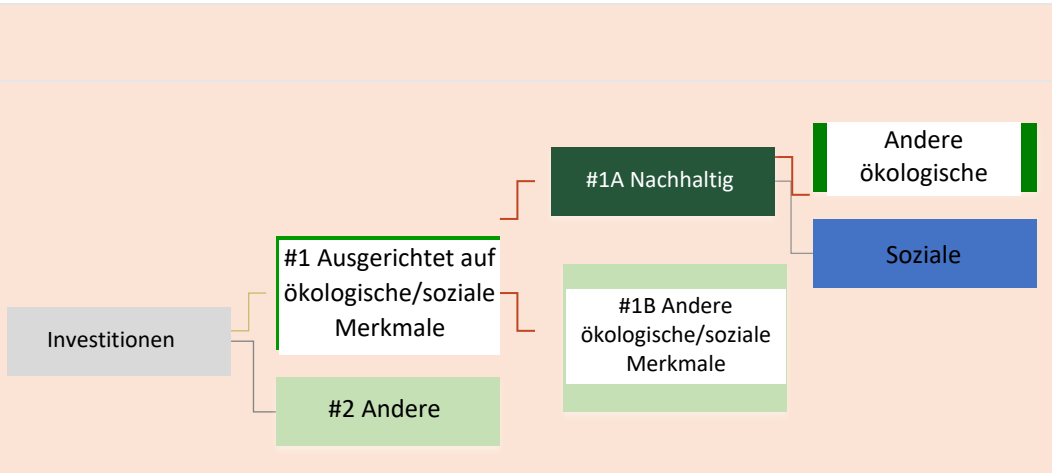 Investitionen
#1 Ausgerichtet auf
ökologische/soziale
Merkmale
#2 Andere
#1A Nachhaltig
#1B Andere
ökologische/soziale
Merkmale
Andere
ökologische
Soziale